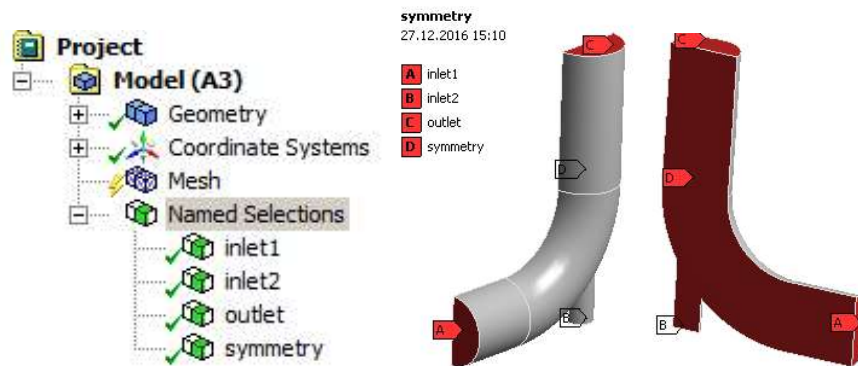 Project
Model (A3)
Geometry
Coordinate Systems
Mesh
Named Selections
inlet1
inlet2
outlet
symmetry
symmetry
27.12.2016 15:10
A inlet1
B inlet2
C outlet
D symmetry
C
D
B
A
C
D
B
A